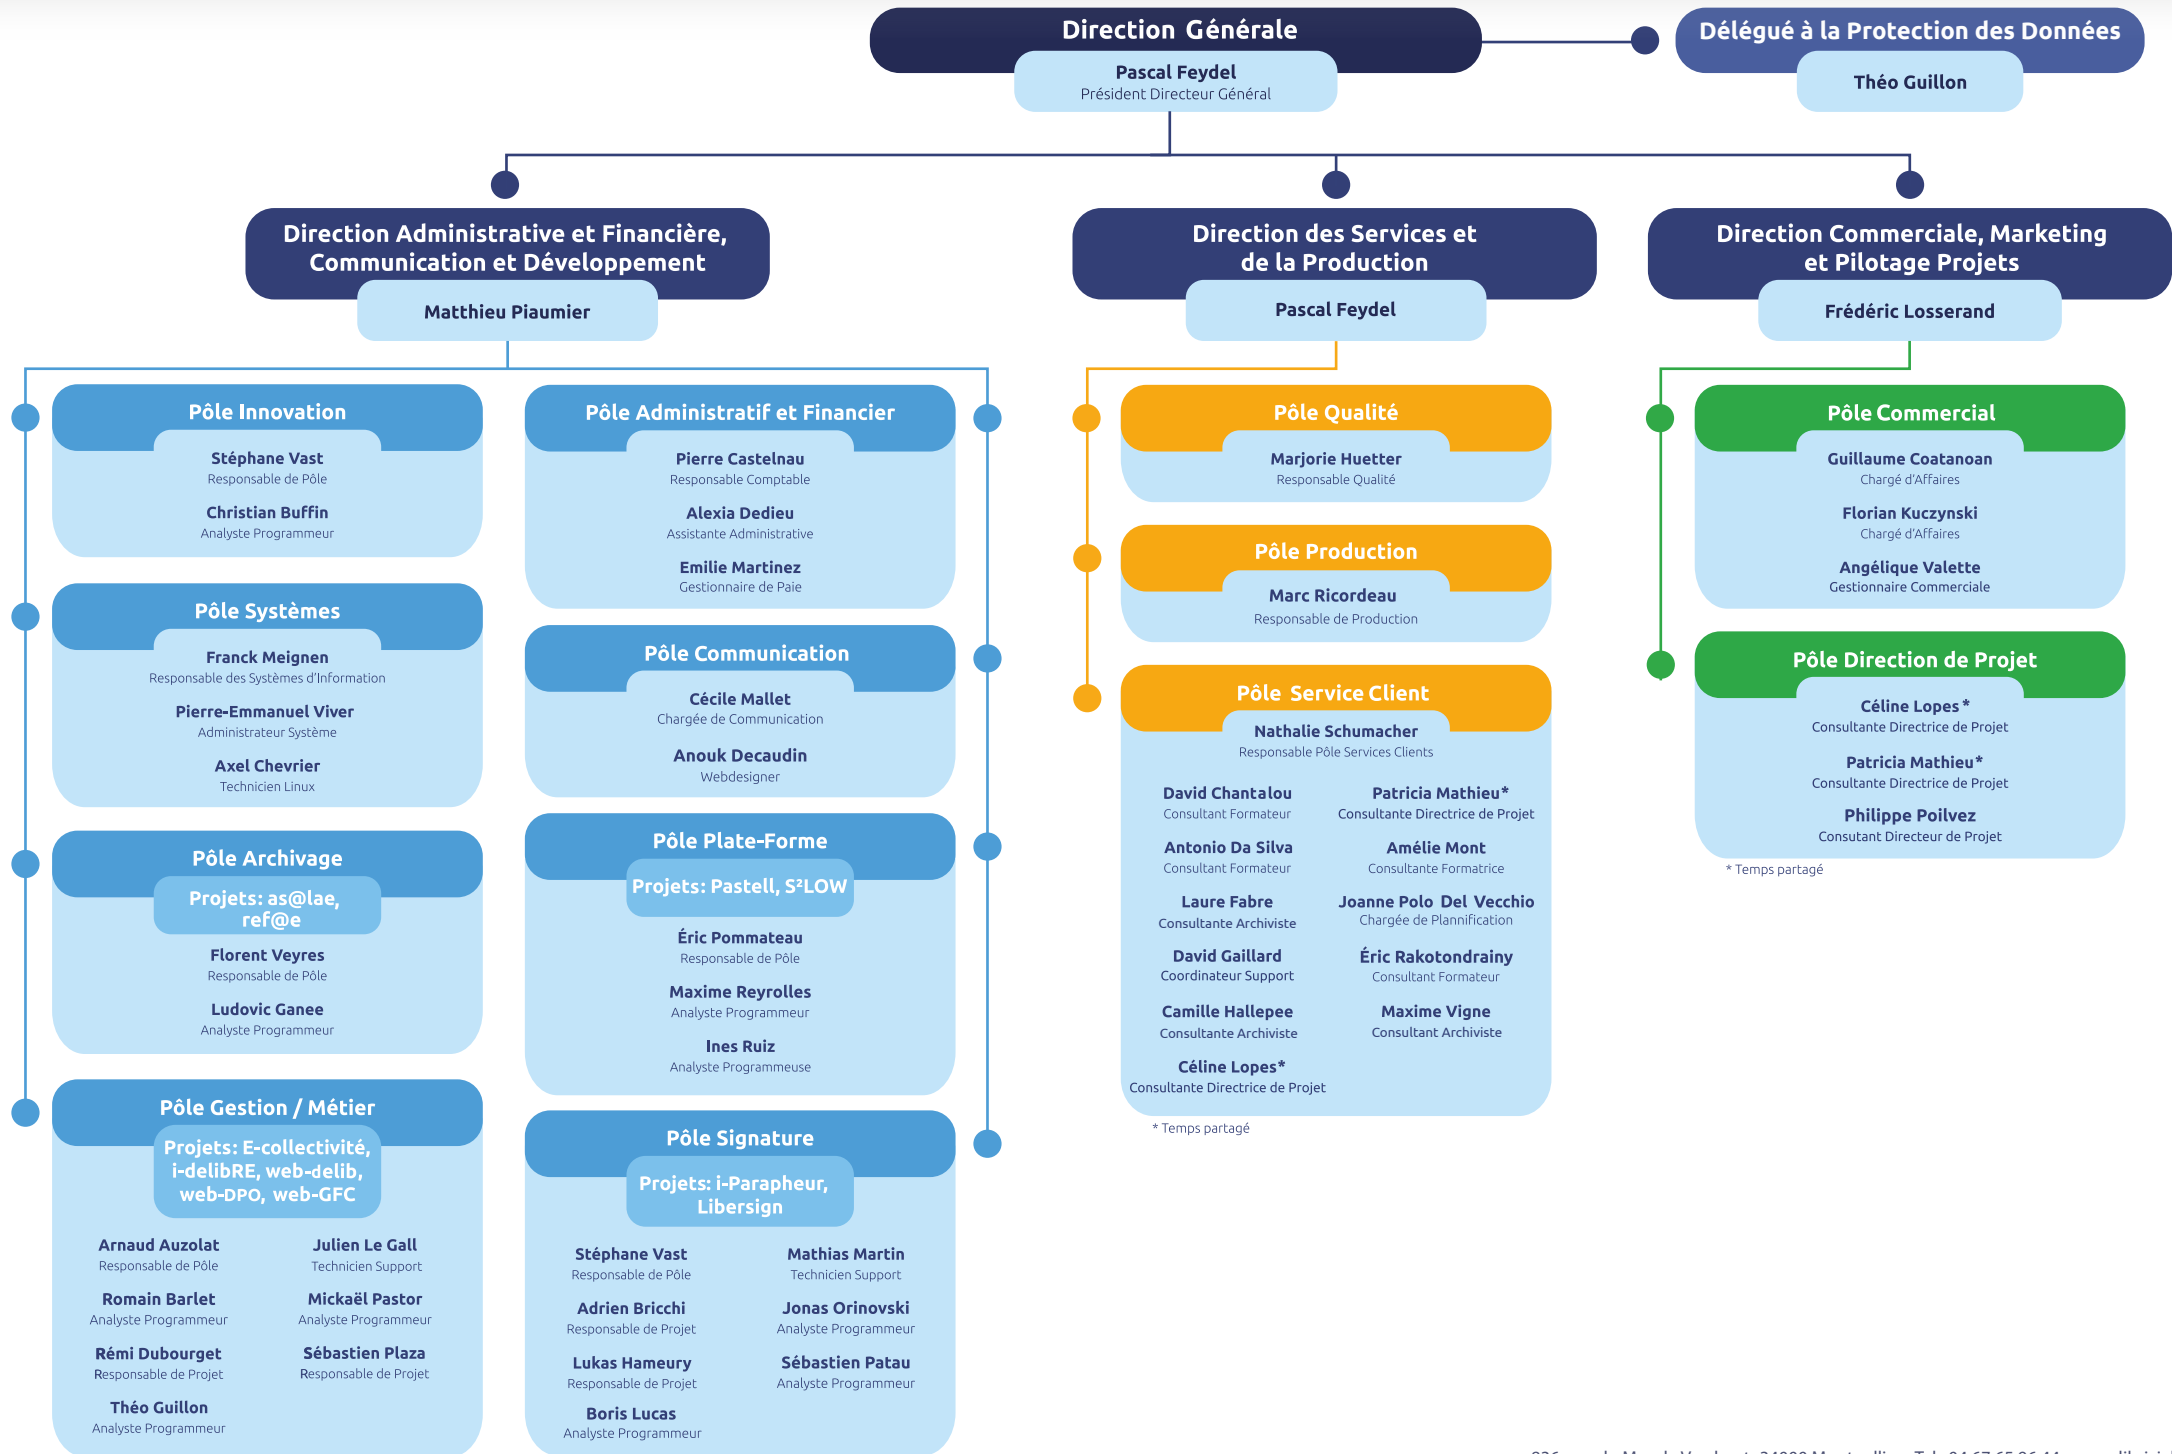 Direction Générale
Pascal Feydel
Président Directeur Général
Délégué à la Protection des Données
Théo Guillon
Direction Administrative et Financière,
Communication et Développement
Matthieu Piaumier
Direction des Services et
de la Production
Pascal Feydel
Direction Commerciale, Marketing
et Pilotage Projets
Frédéric Losserand
Pôle Innovation
Stéphane Vast
Responsable de Pôle
Christian Buffin
Analyste Programmeur
Pôle Systèmes
Franck Meignen
Responsable des Systèmes d'Information
Pierre-Emmanuel Viver
Administrateur Système
Axel Chevrier
Technicien Linux
Pôle Archivage
Projets: as@lae,
ref@e
Florent Veyres
Responsable de Pôle
Ludovic Ganee
Analyste Programmeur
Pôle Gestion / Métier
Projets: E-collectivité,
i-delibRE, web-delib,
web-DPO, web-GFC
Arnaud Auzolat
Responsable de Pôle
Romain Barlet
Analyste Programmeur
Rémi Dubourget
Responsable de Projet
Théo Guillon
Analyste Programmeur
Julien Le Gall
Technicien Support
Mickaël Pastor
Analyste Programmeur
Sébastien Plaza
Responsable de Projet
Pôle Administratif et Financier
Pierre Castelnau
Responsable Comptable
Alexia Dedieu
Assistante Administrative
Emilie Martinez
Gestionnaire de Paie
Pôle Communication
Cécile Mallet
Chargée de Communication
Anouk Decaudin
Webdesigner
Pôle Plate-Forme
Projets: Pastell, S²LOW
Éric Pommateau
Responsable de Pôle
Maxime Reyrolles
Analyste Programmeur
Ines Ruiz
Analyste Programmeuse
Pôle Signature
Projets: i-Parapheur,
Libersign
Stéphane Vast
Responsable de Pôle
Adrien Bricchi
Responsable de Projet
Lukas Hameury
Responsable de Projet
Boris Lucas
Analyste Programmeur
Mathias Martin
Technicien Support
Jonas Orinovski
Analyste Programmeur
Sébastien Patau
Analyste Programmeur
Pôle Qualité
Marjorie Huetter
Responsable Qualité
Pôle Production
Marc Ricordeau
Responsable de Production
Pôle Service Client
Nathalie Schumacher
Responsable Pôle Services Clients
David Chantalou
Consultant Formateur
Antonio Da Silva
Consultant Formateur
Laure Fabre
Consultante Archiviste
David Gaillard
Coordinateur Support
Camille Hallepee
Consultante Archiviste
Céline Lopes*
Consultante Directrice de Projet
Patricia Mathieu*
Consultante Directrice de Projet
Amélie Mont
Consultante Formatrice
Joanne Polo Del Vecchio
Chargée de Plannification
Éric Rakotondrainy
Consultant Formateur
Maxime Vigne
Consultant Archiviste
* Temps partagé
Pôle Commercial
Guillaume Coatanoan
Chargé d'Affaires
Florian Kuczynski
Chargé d'Affaires
Angélique Valette
Gestionnaire Commerciale
Pôle Direction de Projet
Céline Lopes*
Consultante Directrice de Projet
Patricia Mathieu*
Consultante Directrice de Projet
Philippe Poilvez
Consutant Directeur de Projet
* Temps partagé